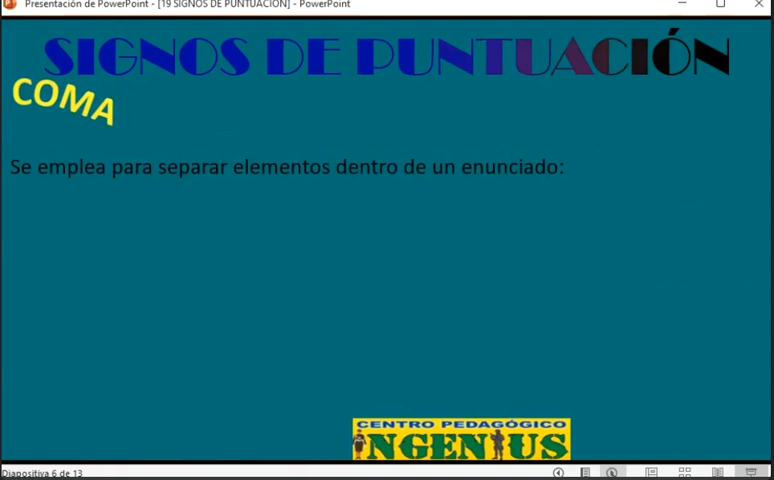 Presentación de PowerPoint - [19 SIGNOS DE PUNTUACIÓN] - PowerPoint
SIGNOS DE PUNTUACIÓN
COMA
Se emplea para separar elementos dentro de un enunciado:
CENTRO PEDAGÓGICO
INGENIUS
Diapositiva 6 de 13